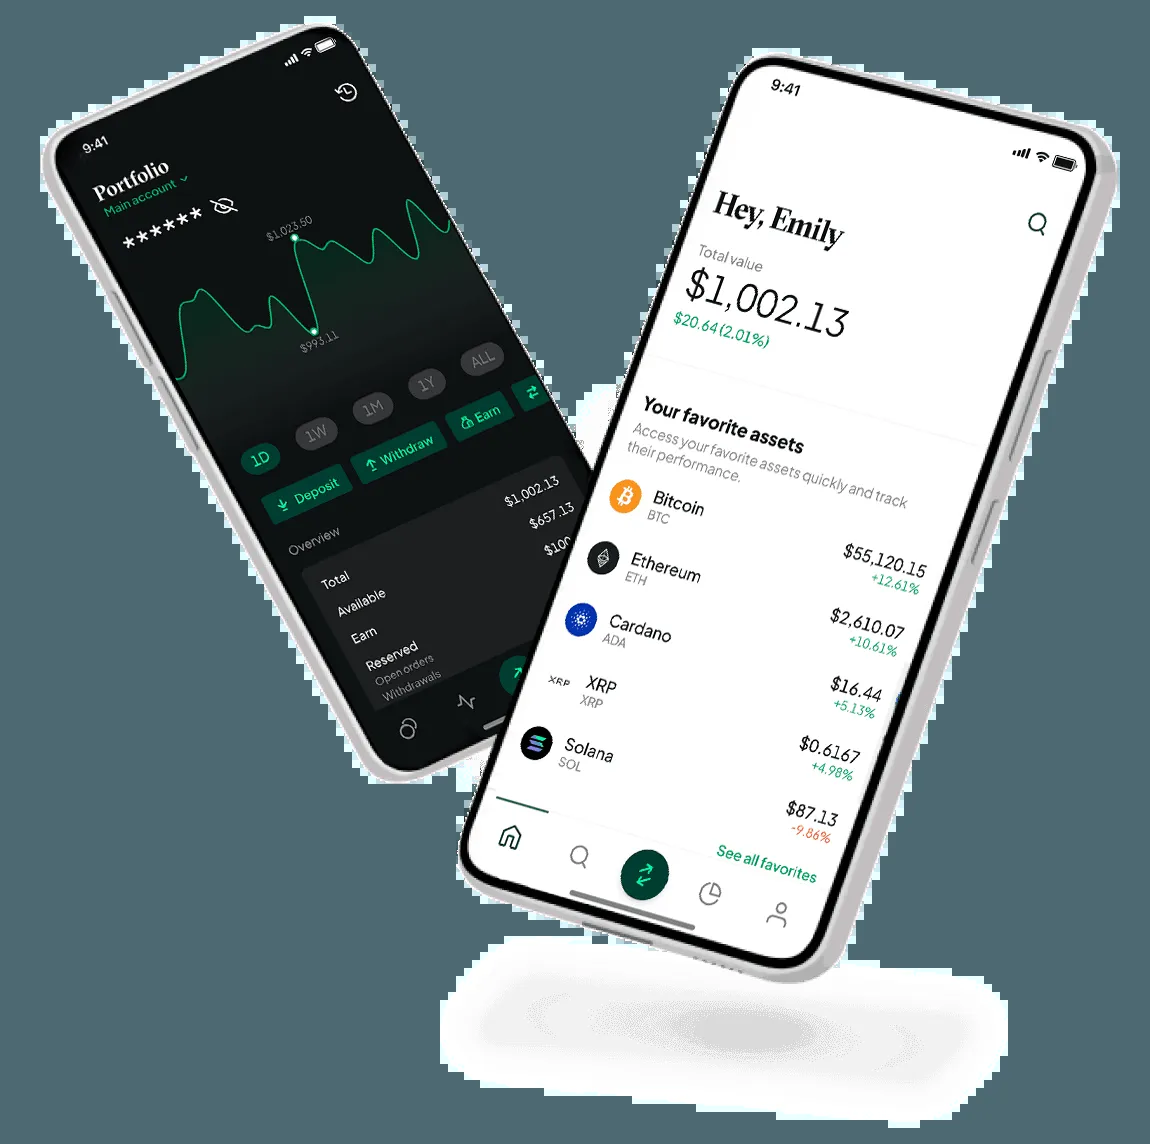 9:41
Portfolio
Main account
******
$1,023.50
$993.11
1D
1W
1M
1Y
ALL
Deposit
Withdraw
Earn
Overview
Total
$1,002.13
Available
$657.13
Earn
$100
Reserved
Open orders
Withdrawals
9:41
Hey, Emily
Total value
$1,002.13
$20.64 (2.01%)
Your favorite assets
Access your favorite assets quickly and track
their performance.
Bitcoin
BTC
$55,120.15
+12.61%
Ethereum
ETH
$2,610.07
+10.61%
Cardano
ADA
$16.44
+5.13%
XRP
XRP
XRP
$0.6167
+4.98%
Solana
SOL
$87.13
-9.86%
See all favorites